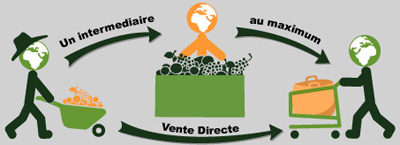 Un intermediaire
au maximum
Vente Directe